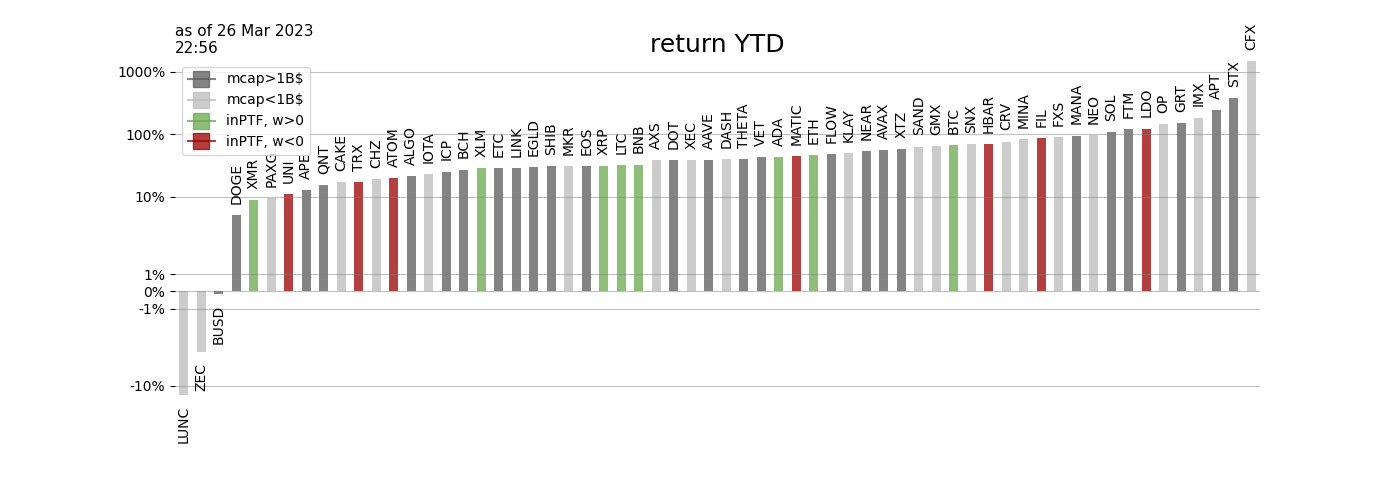 as of 26 Mar 2023
22:56
return YTD
1000%
100%
10%
1%
0%
-1%
-10%
mcap>1B$
mcap<1B$
inPTF, w>0
inPTF, w<0
LUNC
ZEC
BUSD
DOGE
XMR
PAXG
UNI
APE
QNT
CAKE
TRX
CHZ
ATOM
ALGO
IOTA
ICP
BCH
XLM
ETC
LINK
EGLD
SHIB
MKR
EOS
XRP
LTC
BNB
AXS
DOT
XEC
AAVE
DASH
THETA
VET
ADA
MATIC
ETH
FLOW
KLAY
NEAR
AVAX
XTZ
SAND
GMX
BTC
SNX
HBAR
CRV
MINA
FIL
FXS
MANA
NEO
SOL
FTM
LDO
OP
GRT
IMX
APT
STX
CFX